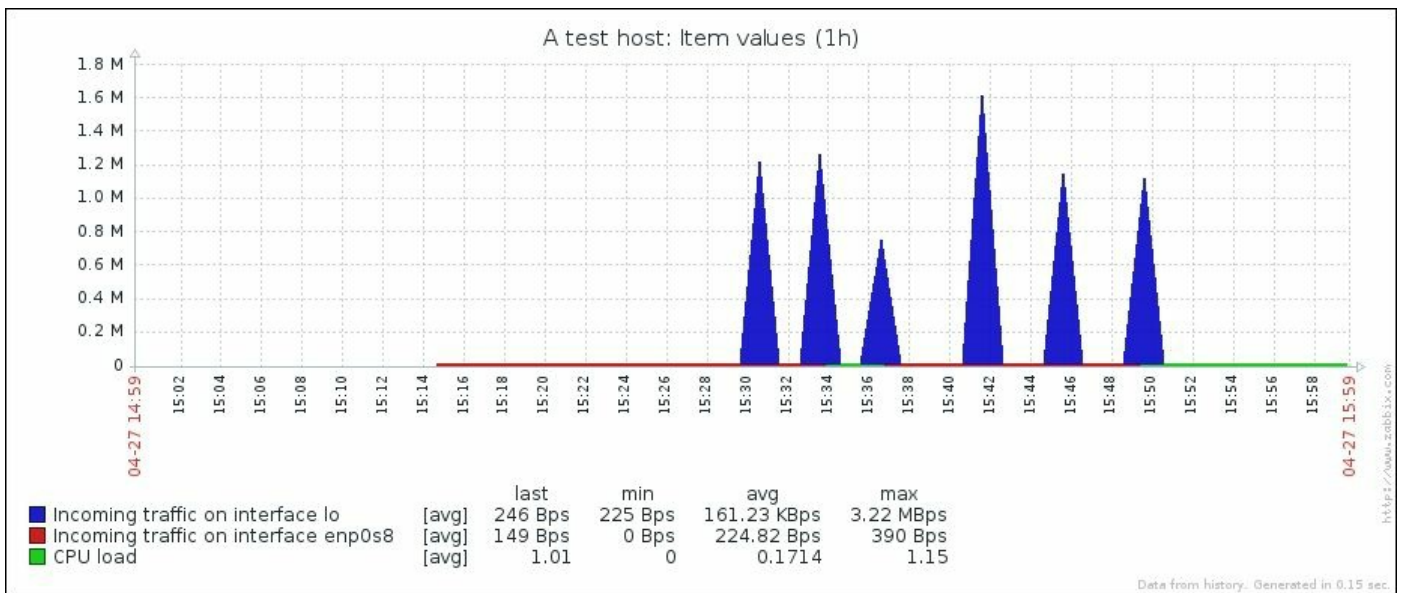 A test host: Item values (1h)
1.8 M
1.6 M
1.4 M
1.2 M
1.0 M
0.8 M
0.6 M
0.4 M
0.2 M
0
04-27 14:59 15:02 15:04 15:06 15:08 15:10 15:12 15:14 15:16 15:18 15:20 15:22 15:24 15:26 15:28 15:30 15:32 15:34 15:36 15:38 15:40 15:42 15:44 15:46 15:48 15:50 15:52 15:54 15:56 15:58 04-27 15:59
http://www.zabbix.com
last min avg max
Incoming traffic on interface lo [avg] 246 Bps 225 Bps 161.23 KBps 3.22 MBps
Incoming traffic on interface enp0s8 [avg] 149 Bps 0 Bps 224.82 Bps 390 Bps
CPU load [avg] 1.01 0 0.1714 1.15
Data from history. Generated in 0.15 sec.